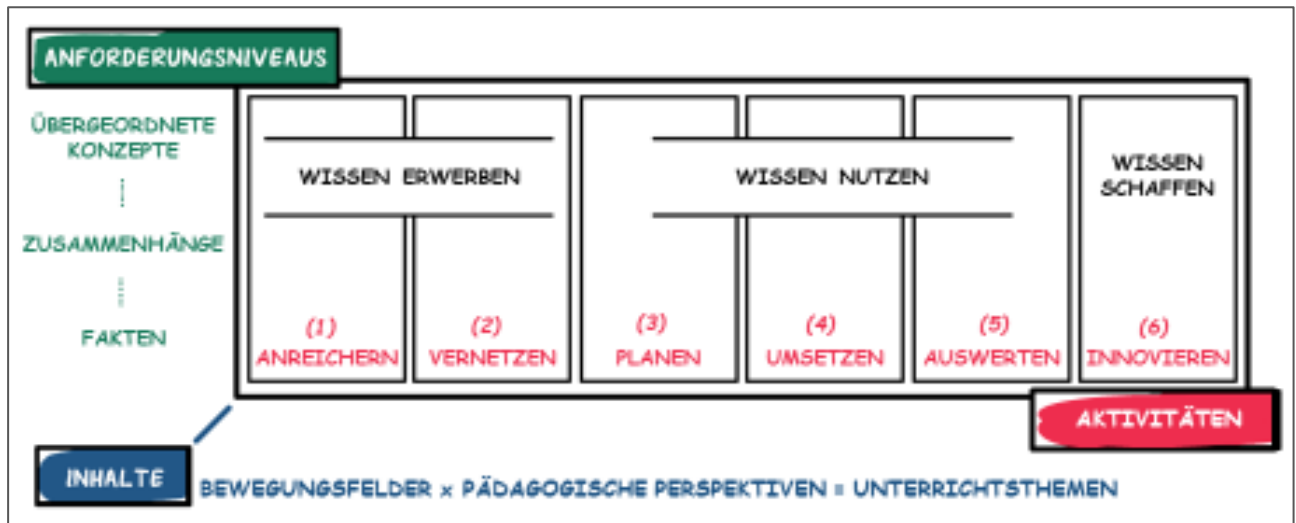 ANFORDERUNGSNIVEAUS
ÜBERGEORDNETE
KONZEPTE
ZUSAMMENHÄNGE
FAKTEN
WISSEN ERWERBEN
WISSEN NUTZEN
WISSEN
SCHAFFEN
(1)
ANREICHERN
(2)
VERNETZEN
(3)
PLANEN
(4)
UMSETZEN
(5)
AUSWERTEN
(6)
INNOVIEREN
AKTIVITÄTEN
INHALTE
BEWEGUNGSFELDER x PÄDAGOGISCHE PERSPEKTIVEN = UNTERRICHTSTHEMEN